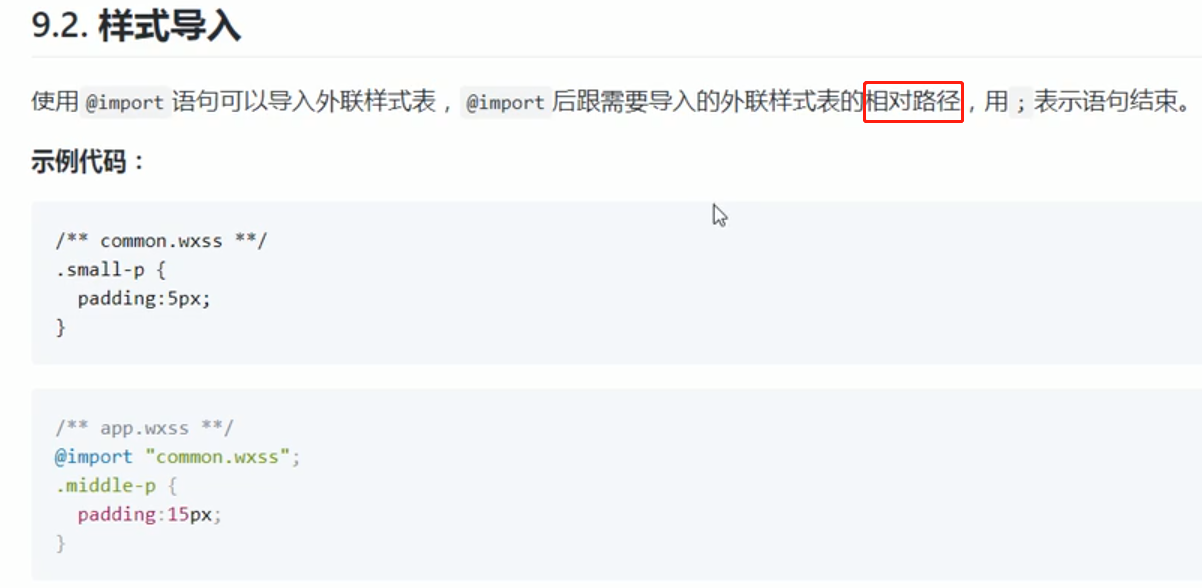 9.2. 样式导入
使用 @import 语句可以导入外联样式表，@import 后跟需要导入的外联样式表的相对路径，用 ; 表示语句结束。
示例代码：
/** common.wxss **/
.small-p {
  padding:5px;
}
/** app.wxss **/
@import "common.wxss";
.middle-p {
  padding:15px;
}